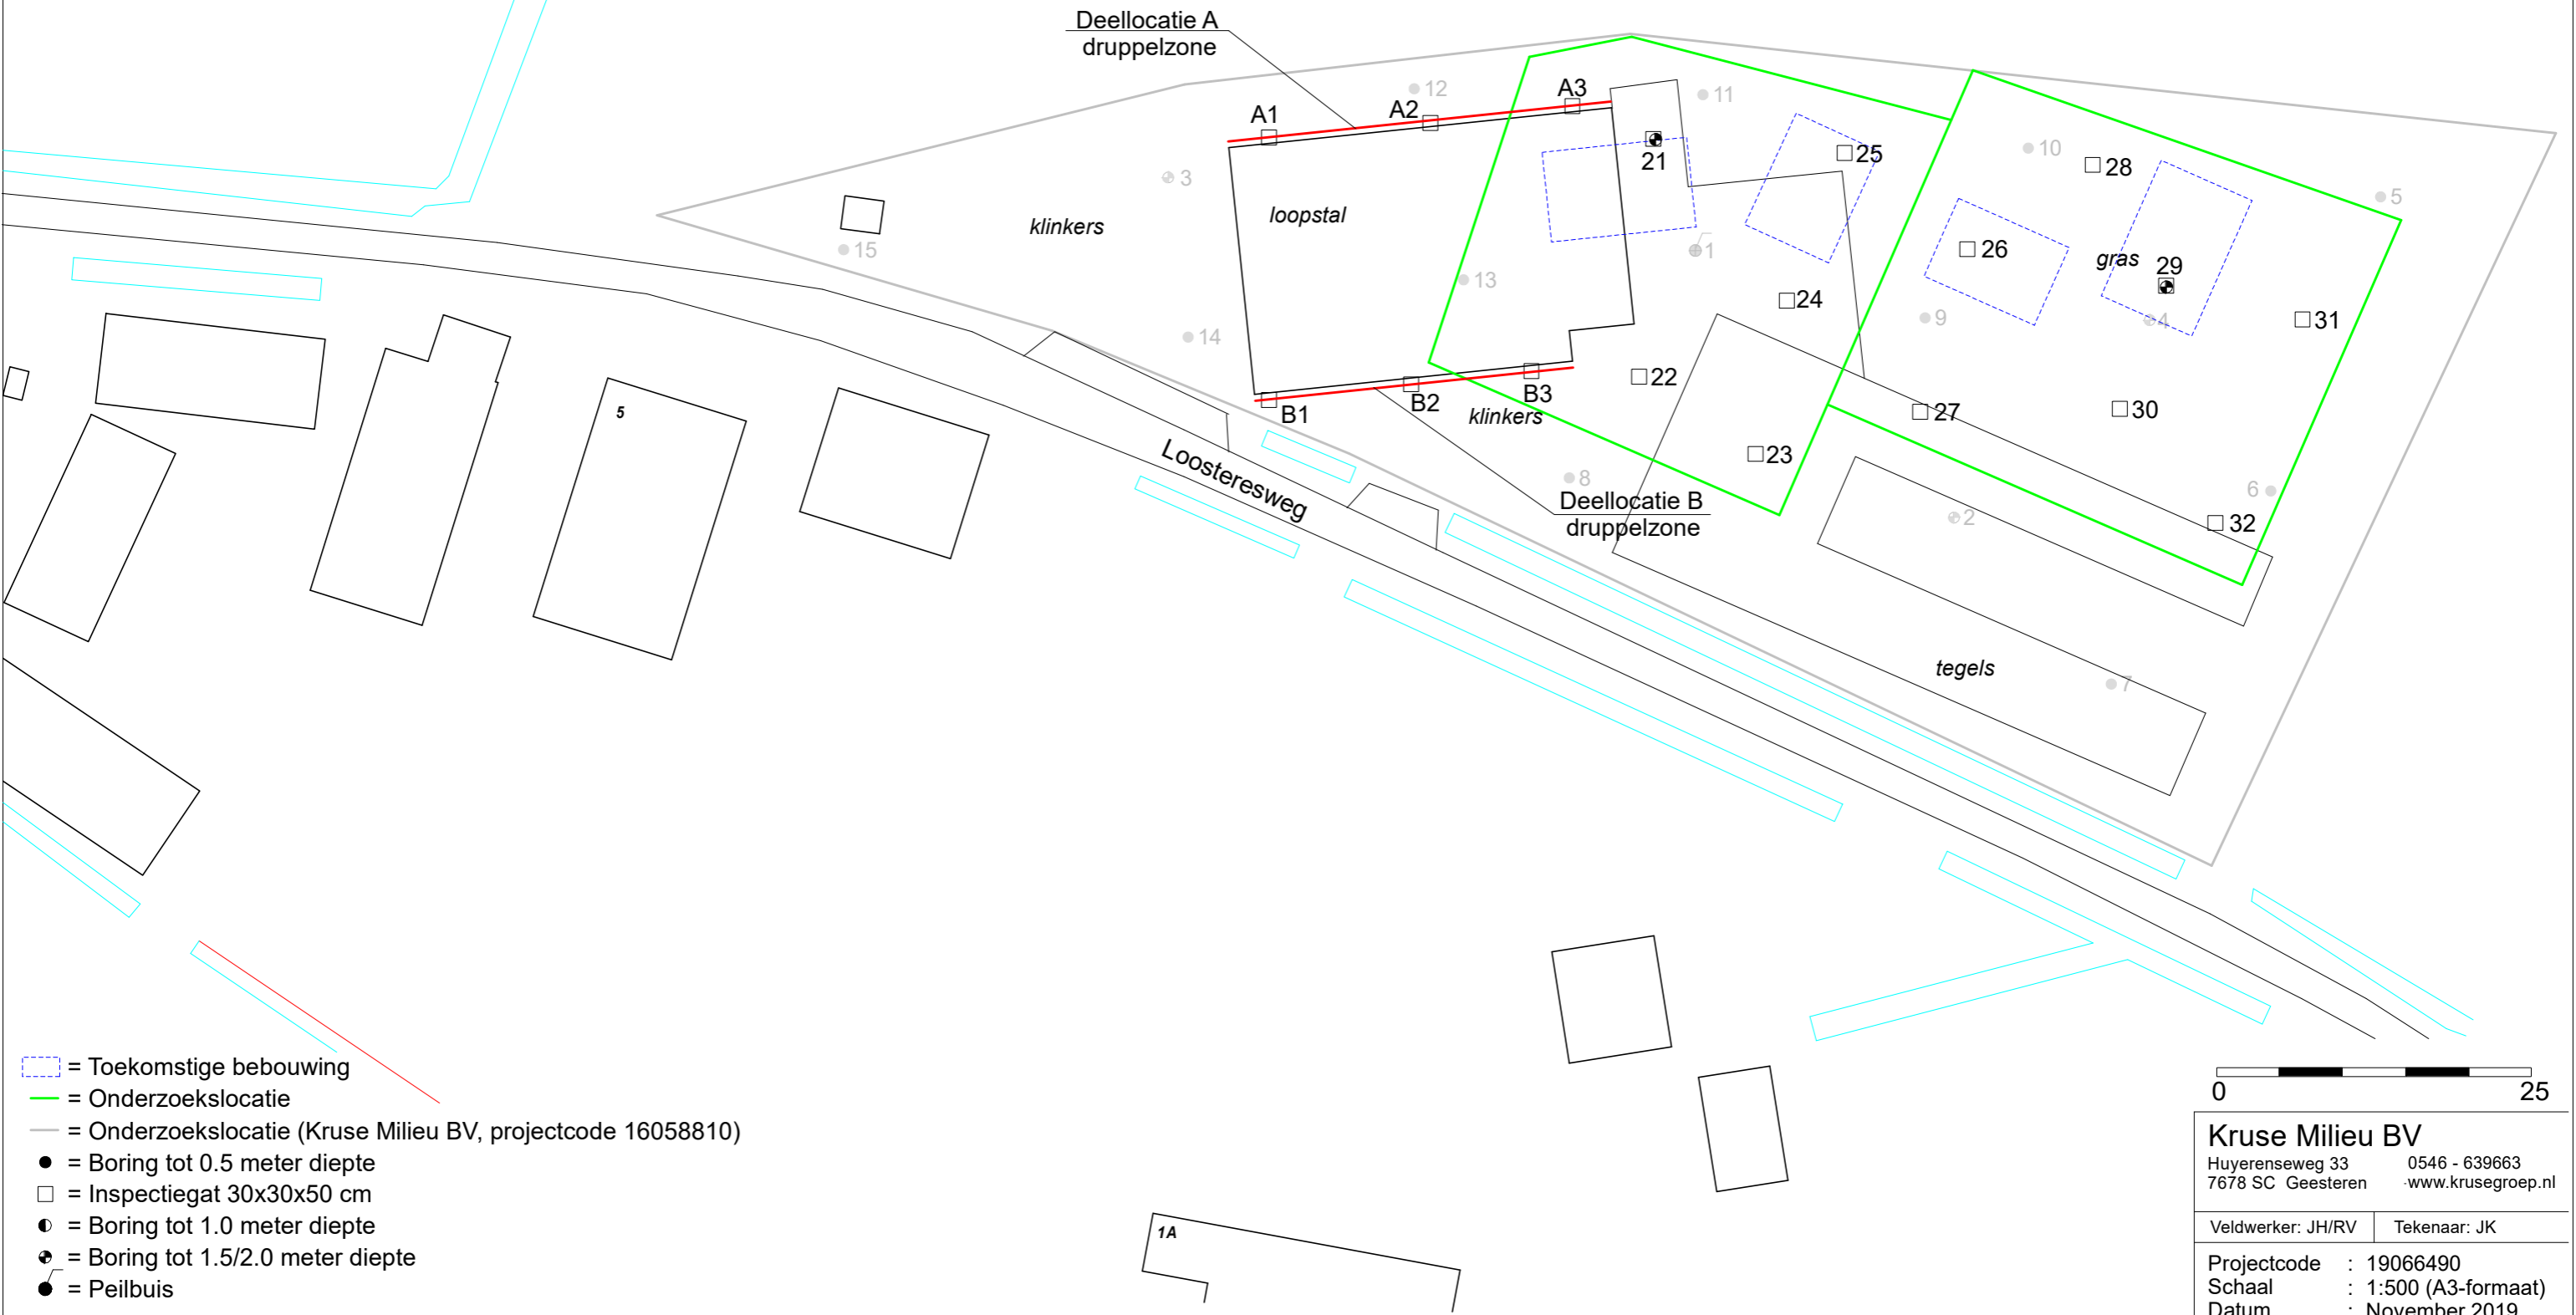 Deellocatie A
druppelzone
12
A3
11
A1
A2
21
25
10
28
3
5
loopstal
klinkers
15
1
26
gras
29
13
24
9
4
31
14
22
5
B1
B2
B3
klinkers
27
30
Loosteresweg
23
8
6
Deellocatie B
druppelzone
2
32
tegels
7
= Toekomstige bebouwing
= Onderzoekslocatie
= Onderzoekslocatie (Kruse Milieu BV, projectcode 16058810)
= Boring tot 0.5 meter diepte
= Inspectiegat 30x30x50 cm
= Boring tot 1.0 meter diepte
= Boring tot 1.5/2.0 meter diepte
= Peilbuis
1A
0 25
Kruse Milieu BV
Huyerenseweg 33 0546 - 639663
7678 SC Geesteren www.krusegroep.nl
Veldwerker: JH/RV Tekenaar: JK
Projectcode : 19066490
Schaal : 1:500 (A3-formaat)
Datum : November 2019